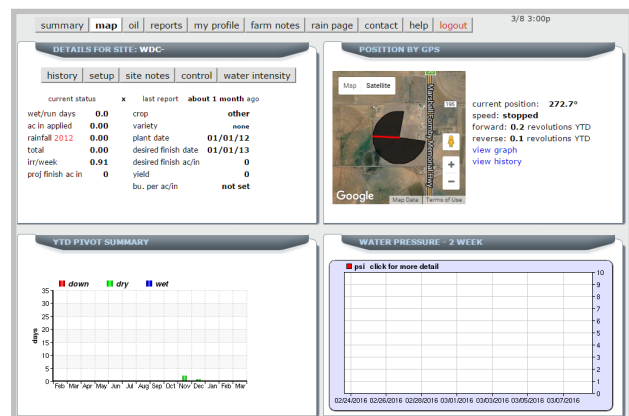 summary map oil reports my profile farm notes rain page contact help logout 3/8 3:00p
DETAILS FOR SITE: WDC-
history setup site notes control water intensity
current status x last report about 1 month ago
wet/run days 0.0 crop other
ac in applied 0.00 variety none
rainfall 2012 0.00 plant date 01/01/12
total 0.00 desired finish date 01/01/13
irr/week 0.91 desired finish ac/in 0
proj finish ac in 0 yield 0
bu. per ac/in not set
POSITION BY GPS
Map Satellite
195
Marshall Gormley Memorial Hwy
+
−
Google Map Data Terms of Use
current position: 272.7°
speed: stopped
forward: 0.2 revolutions YTD
reverse: 0.1 revolutions YTD
view graph
view history
YTD PIVOT SUMMARY
down dry wet
days
35
30
25
20
15
10
5
0
Feb Mar Apr May Jun Jul Aug Sep Oct Nov Dec Jan Feb Mar
WATER PRESSURE - 2 WEEK
psi click for more detail
10
9
8
7
6
5
4
3
2
1
0
02/24/2016 02/26/2016 02/28/2016 03/01/2016 03/03/2016 03/05/2016 03/07/2016